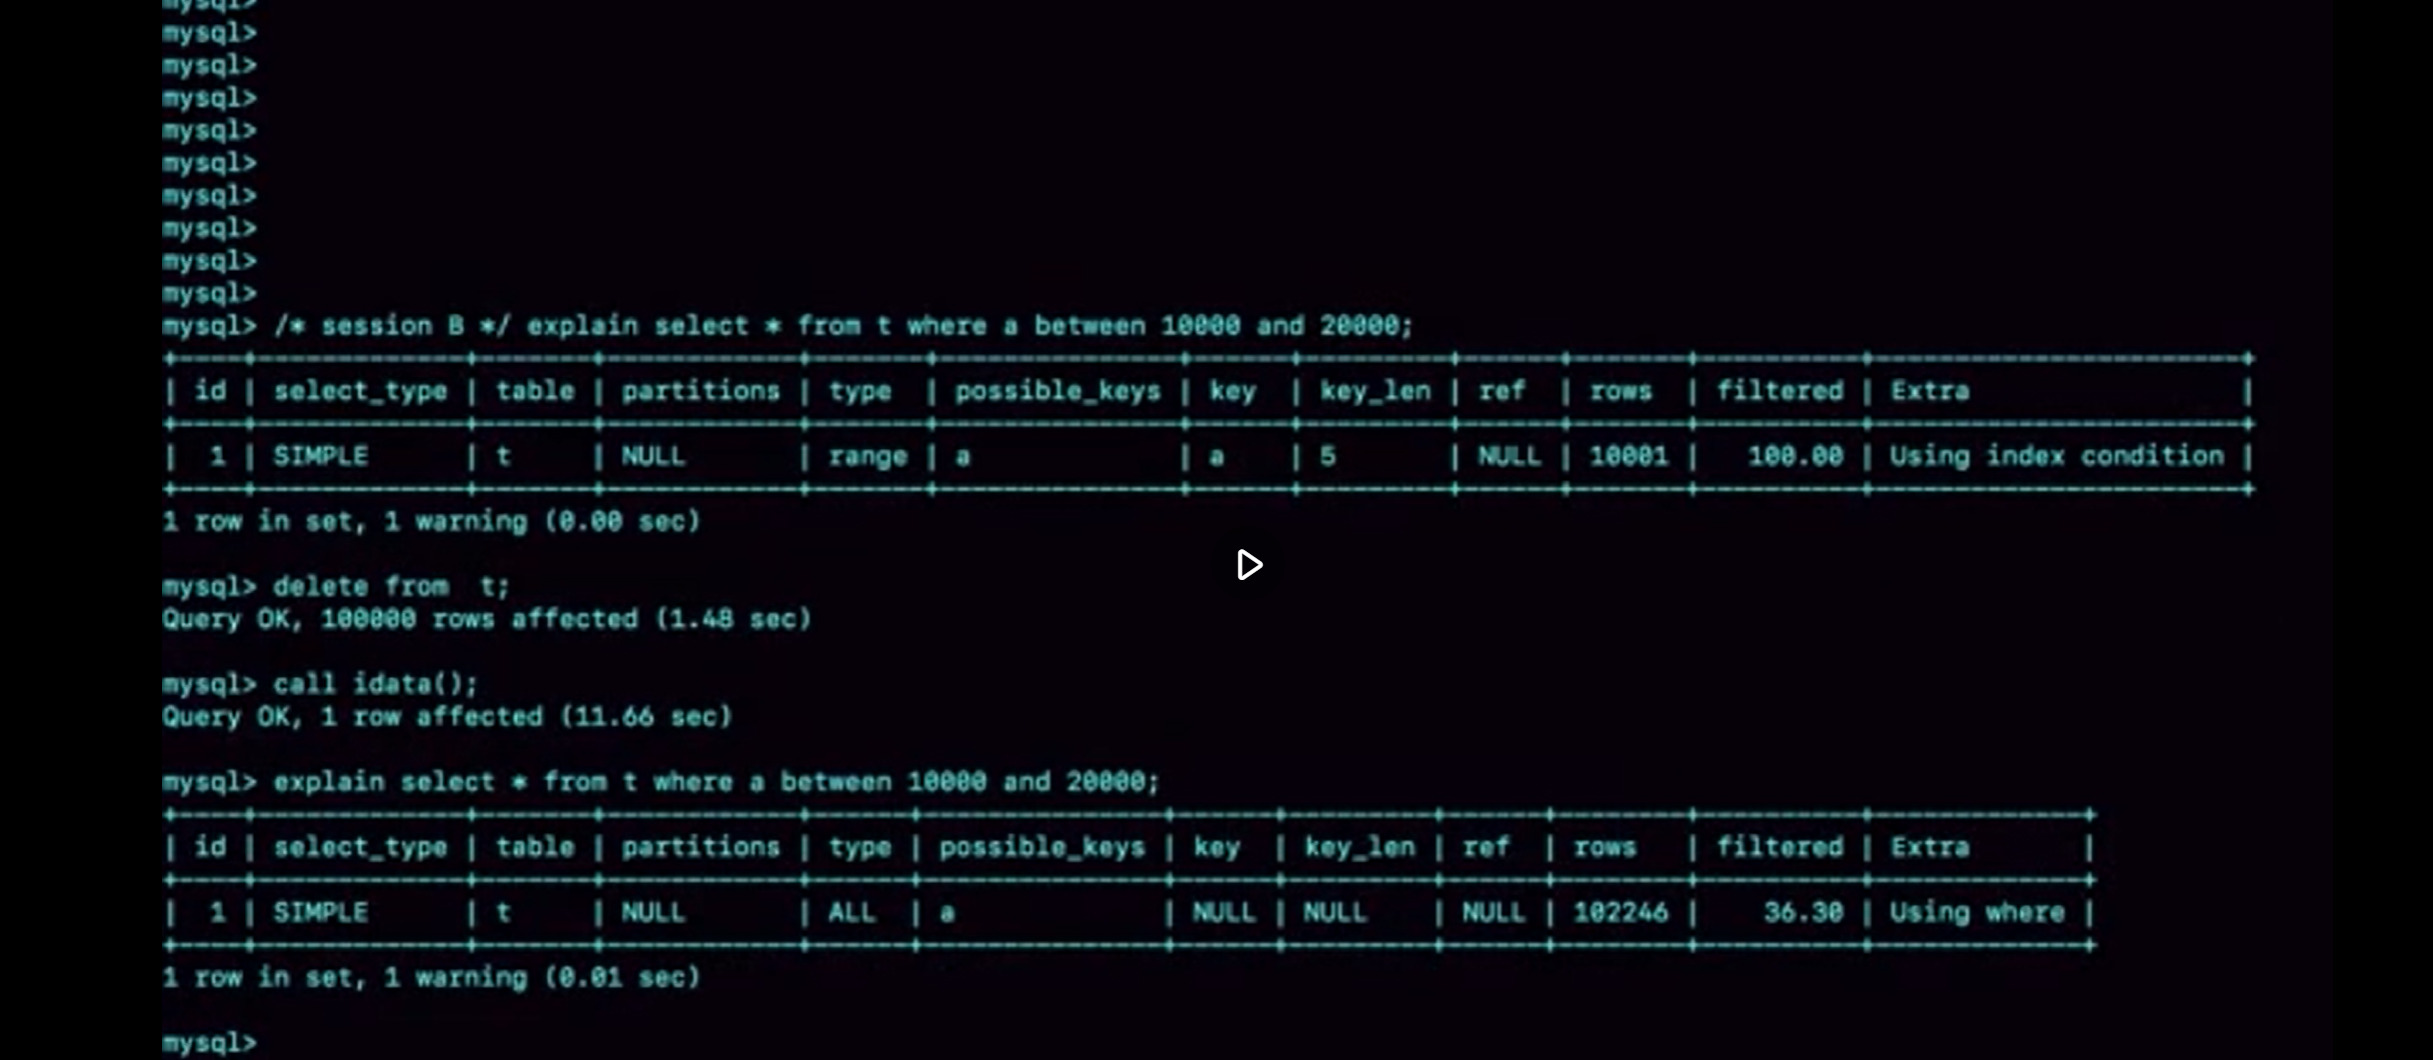 mysql>
mysql>
mysql>
mysql>
mysql>
mysql>
mysql>
mysql>
mysql>
mysql>
mysql> /* session B */ explain select * from t where a between 10000 and 20000;
+----+-------------+-------+------------+-------+---------------+------+---------+------+-------+----------+-----------------------+
| id | select_type | table | partitions | type | possible_keys | key | key_len | ref | rows | filtered | Extra |
+----+-------------+-------+------------+-------+---------------+------+---------+------+-------+----------+-----------------------+
| 1 | SIMPLE | t | NULL | range | a | a | 5 | NULL | 10001 | 100.00 | Using index condition |
+----+-------------+-------+------------+-------+---------------+------+---------+------+-------+----------+-----------------------+
1 row in set, 1 warning (0.00 sec)
mysql> delete from  t;
Query OK, 100000 rows affected (1.48 sec)
mysql> call idata();
Query OK, 1 row affected (11.66 sec)
mysql> explain select * from t where a between 10000 and 20000;
+----+-------------+-------+------------+------+---------------+------+---------+------+--------+----------+-------------+
| id | select_type | table | partitions | type | possible_keys | key | key_len | ref | rows | filtered | Extra |
+----+-------------+-------+------------+------+---------------+------+---------+------+--------+----------+-------------+
| 1 | SIMPLE | t | NULL | ALL | a | NULL | NULL | NULL | 102246 | 36.30 | Using where |
+----+-------------+-------+------------+------+---------------+------+---------+------+--------+----------+-------------+
1 row in set, 1 warning (0.01 sec)
mysql>